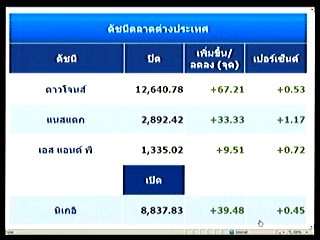 ดัชนีตลาดต่างประเทศ
ดัชนี ปิด เพิ่มขึ้น/ลดลง (จุด) เปอร์เซ็นต์
ดาวโจนส์ 12,640.78 +67.21 +0.53
แนสแดก 2,892.42 +33.33 +1.17
เอส แอนด์ พี 1,335.02 +9.51 +0.72
เปิด
นิเกอิ 8,837.83 +39.48 +0.45